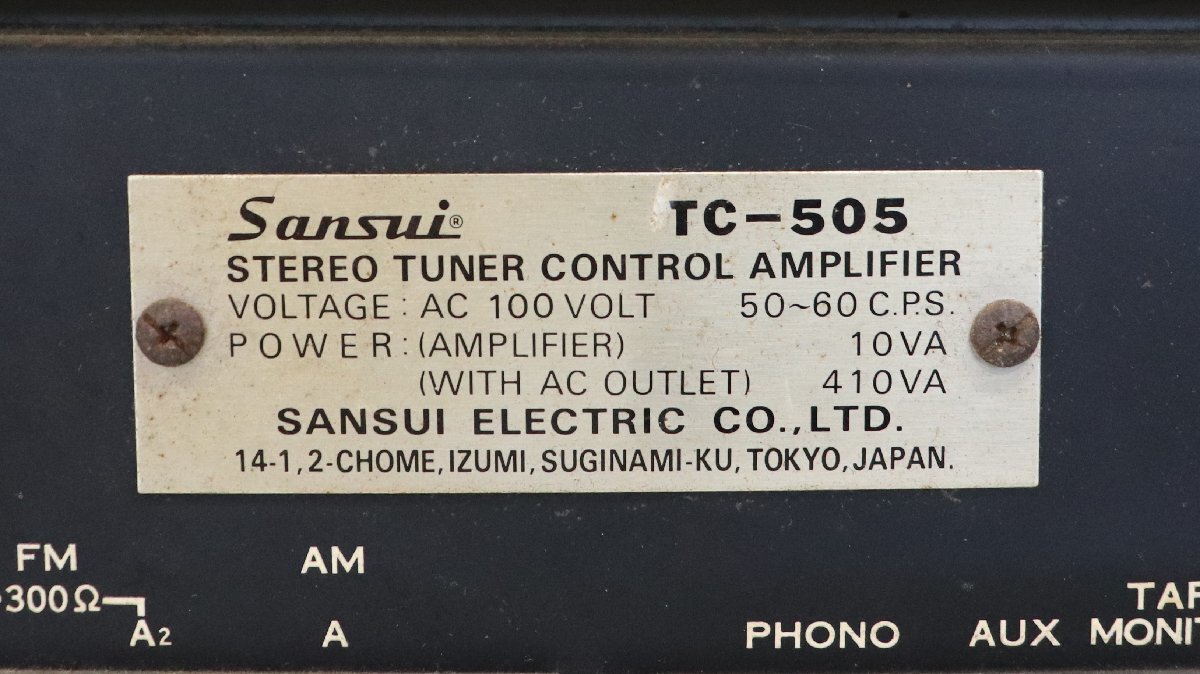 Sansui® TC-505
STEREO TUNER CONTROL AMPLIFIER
VOLTAGE : AC 100 VOLT 50~60 C.P.S.
POWER : (AMPLIFIER) 10VA
(WITH AC OUTLET) 410VA
SANSUI ELECTRIC CO.,LTD.
14-1, 2-CHOME, IZUMI, SUGINAMI-KU, TOKYO, JAPAN.
FM AM
300Ω
A2 A PHONO AUX